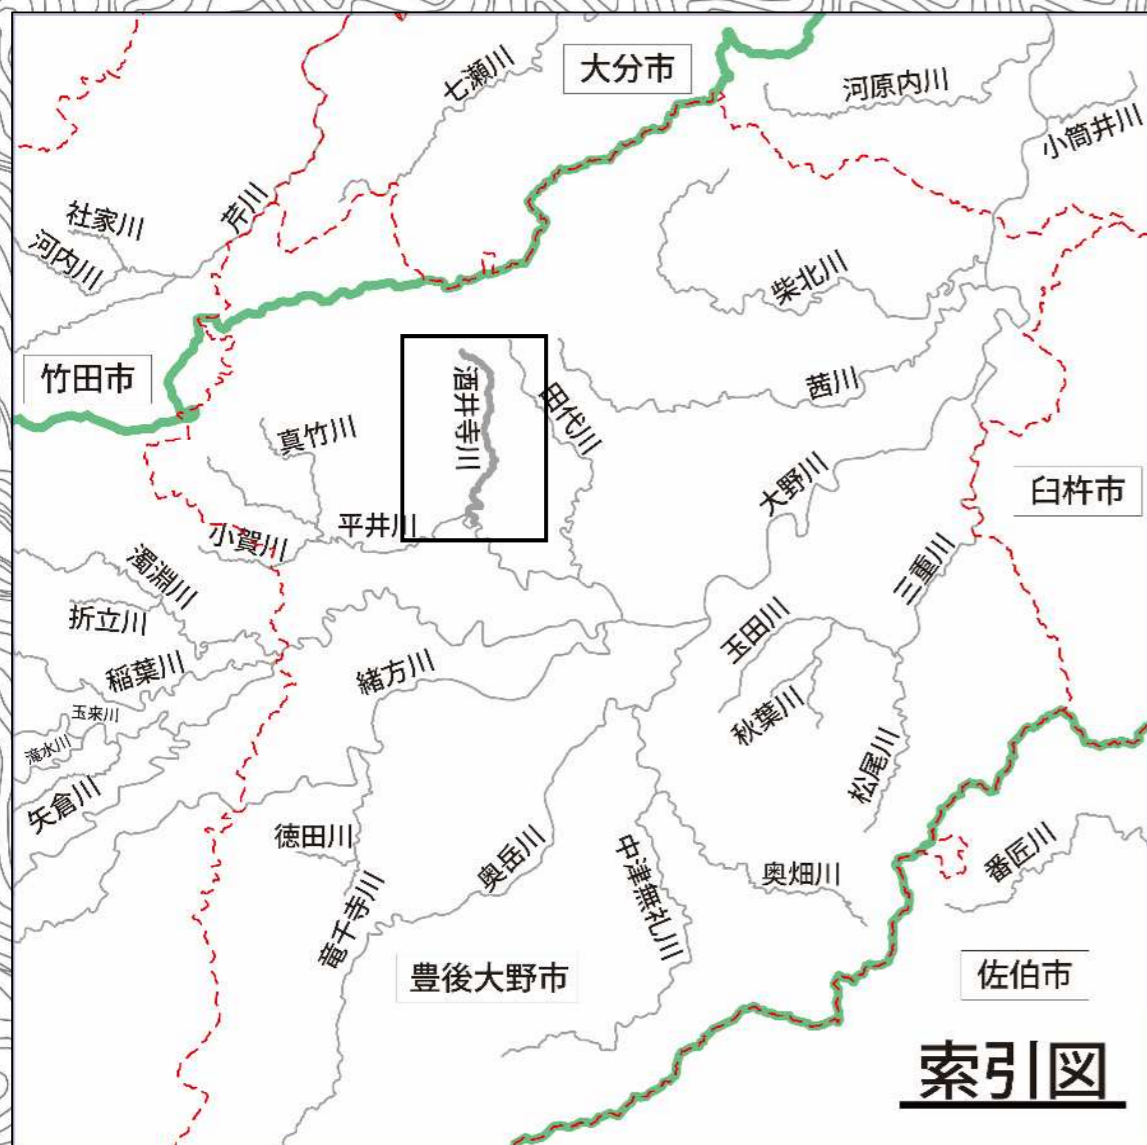 七瀬川
大分市
河原内川
小筒井川
社家川
芹川
河内川
柴北川
竹田市
酒井寺川
田代川
茜川
真竹川
大野川
臼杵市
平井川
小賀川
三重川
濁淵川
折立川
玉田川
稲葉川
緒方川
秋葉川
玉来川
滝水川
松尾川
矢倉川
徳田川
奥岳川
中津無礼川
奥畑川
番匠川
竜千寺川
豊後大野市
佐伯市
索引図